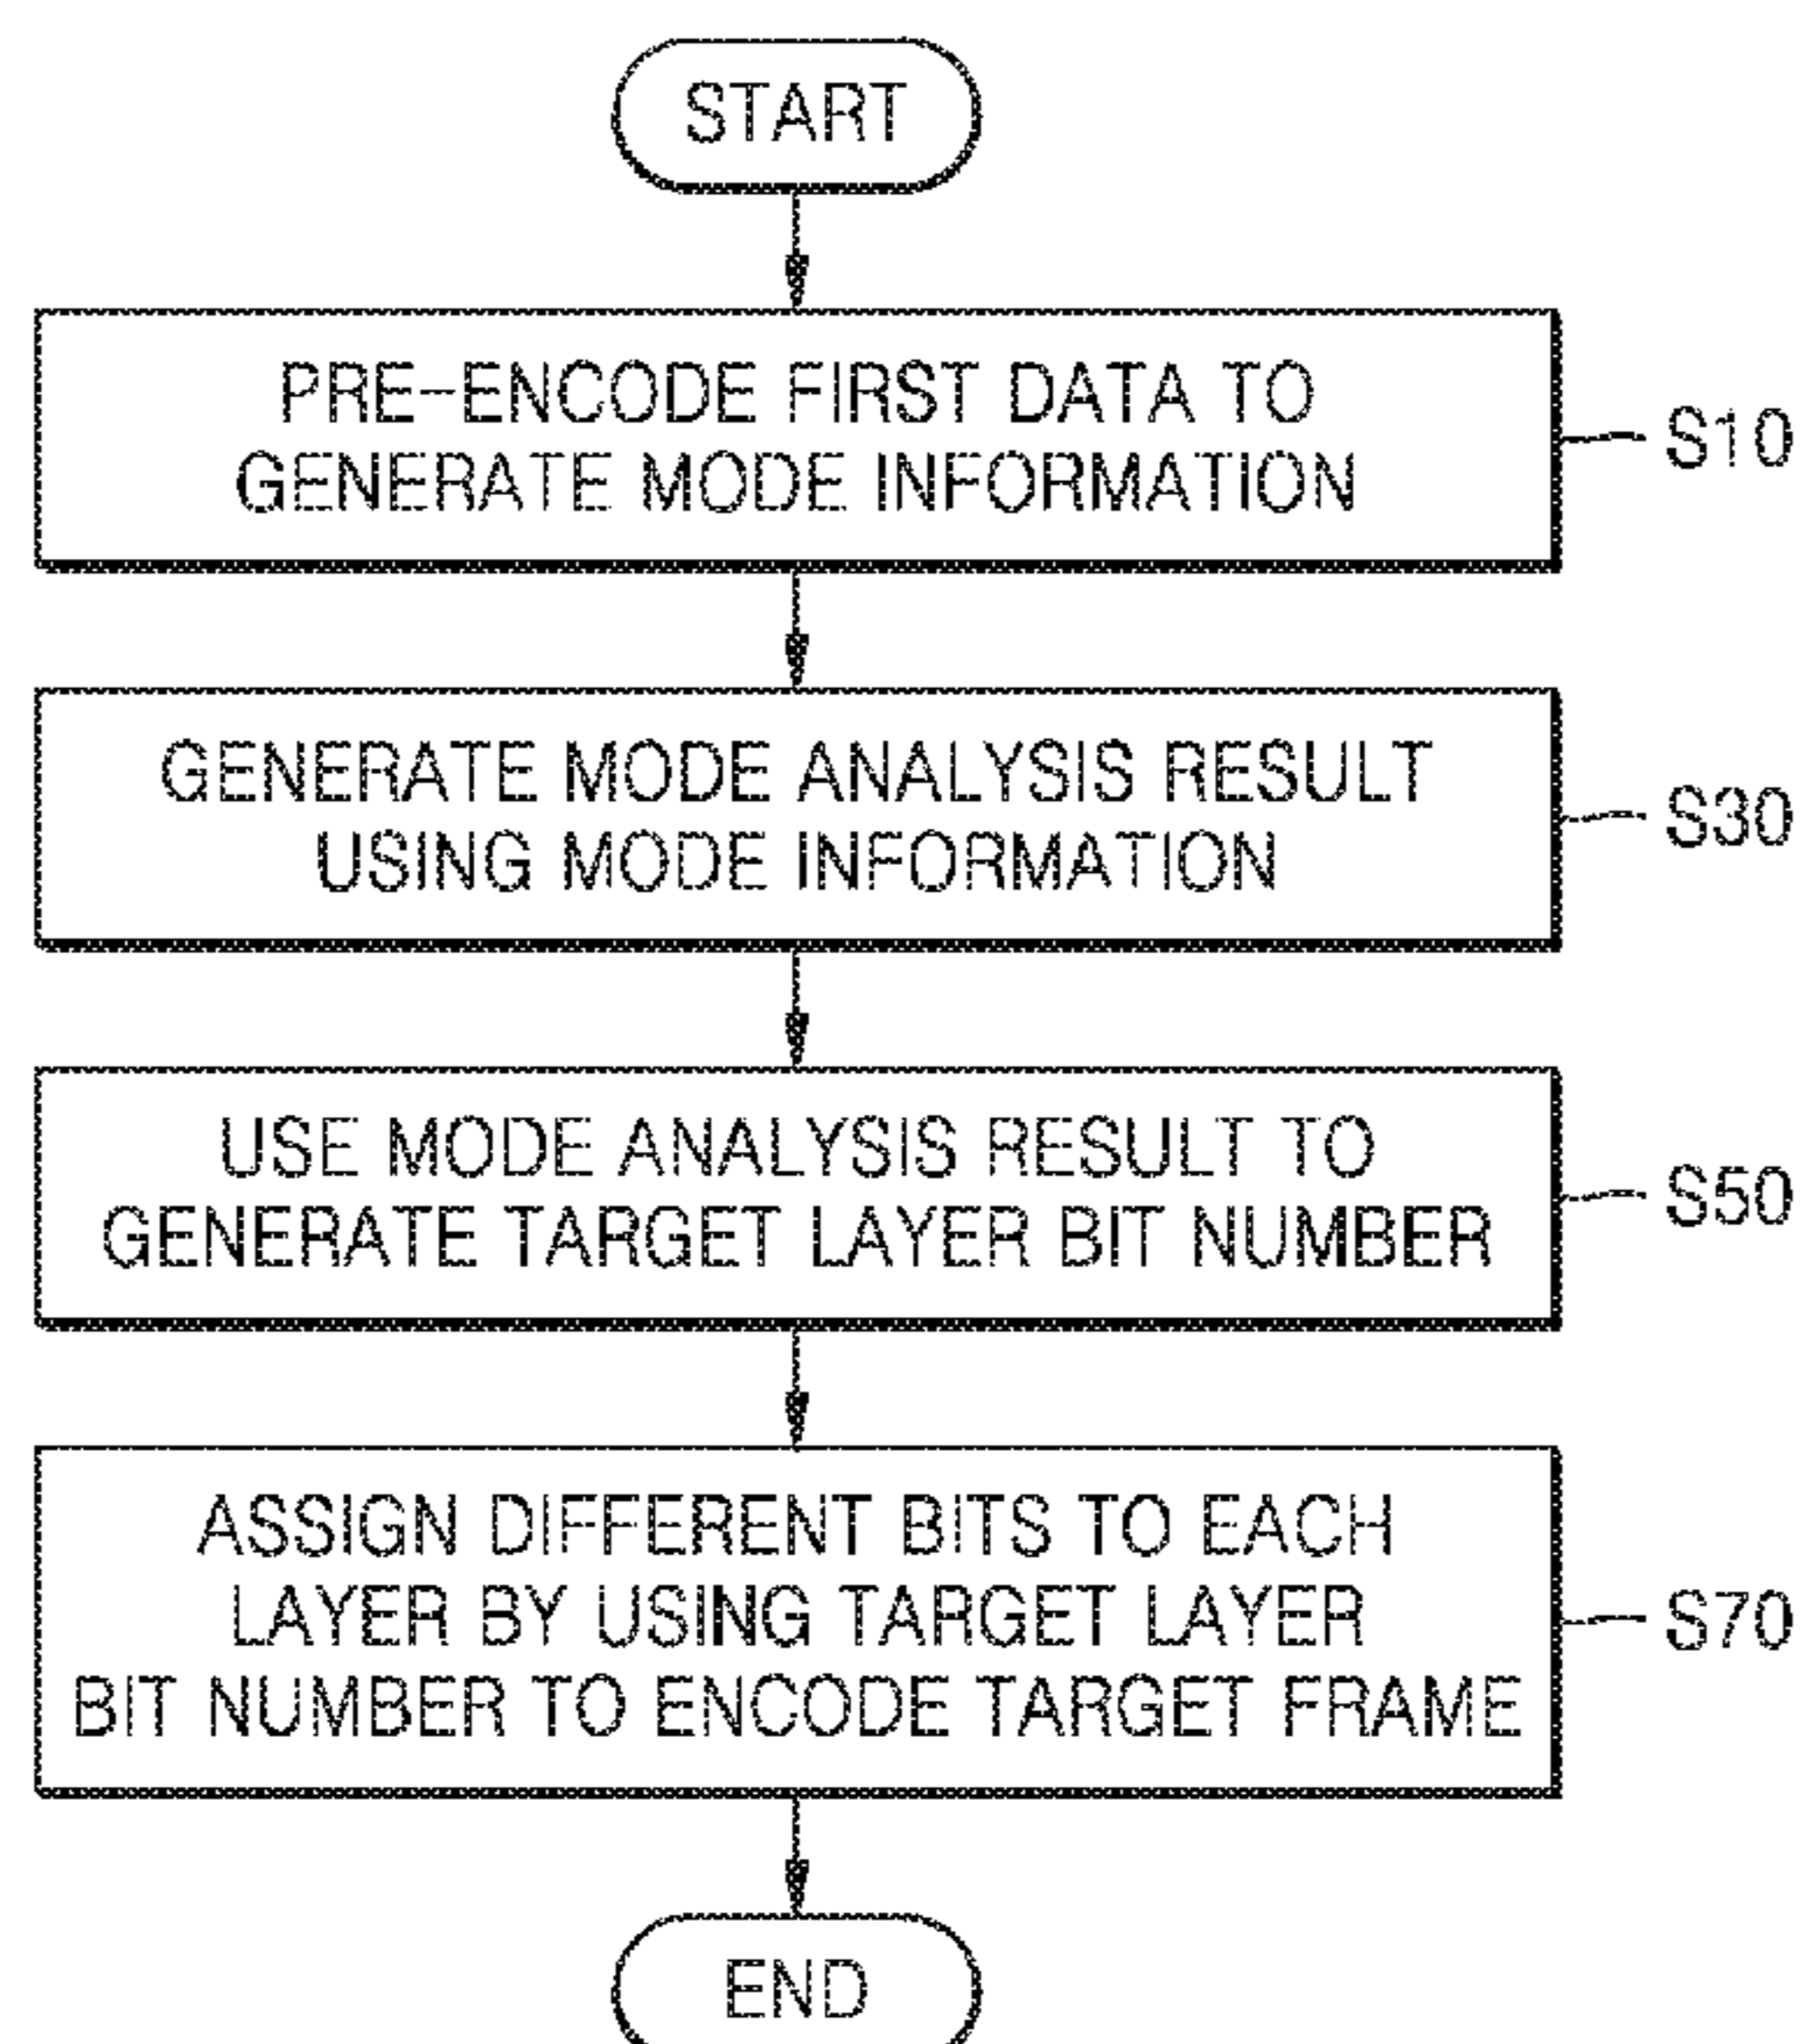 START
PRE-ENCODE FIRST DATA TO
GENERATE MODE INFORMATION
S10
GENERATE MODE ANALYSIS RESULT
USING MODE INFORMATION
S30
USE MODE ANALYSIS RESULT TO
GENERATE TARGET LAYER BIT NUMBER
S50
ASSIGN DIFFERENT BITS TO EACH
LAYER BY USING TARGET LAYER
BIT NUMBER TO ENCODE TARGET FRAME
S70
END